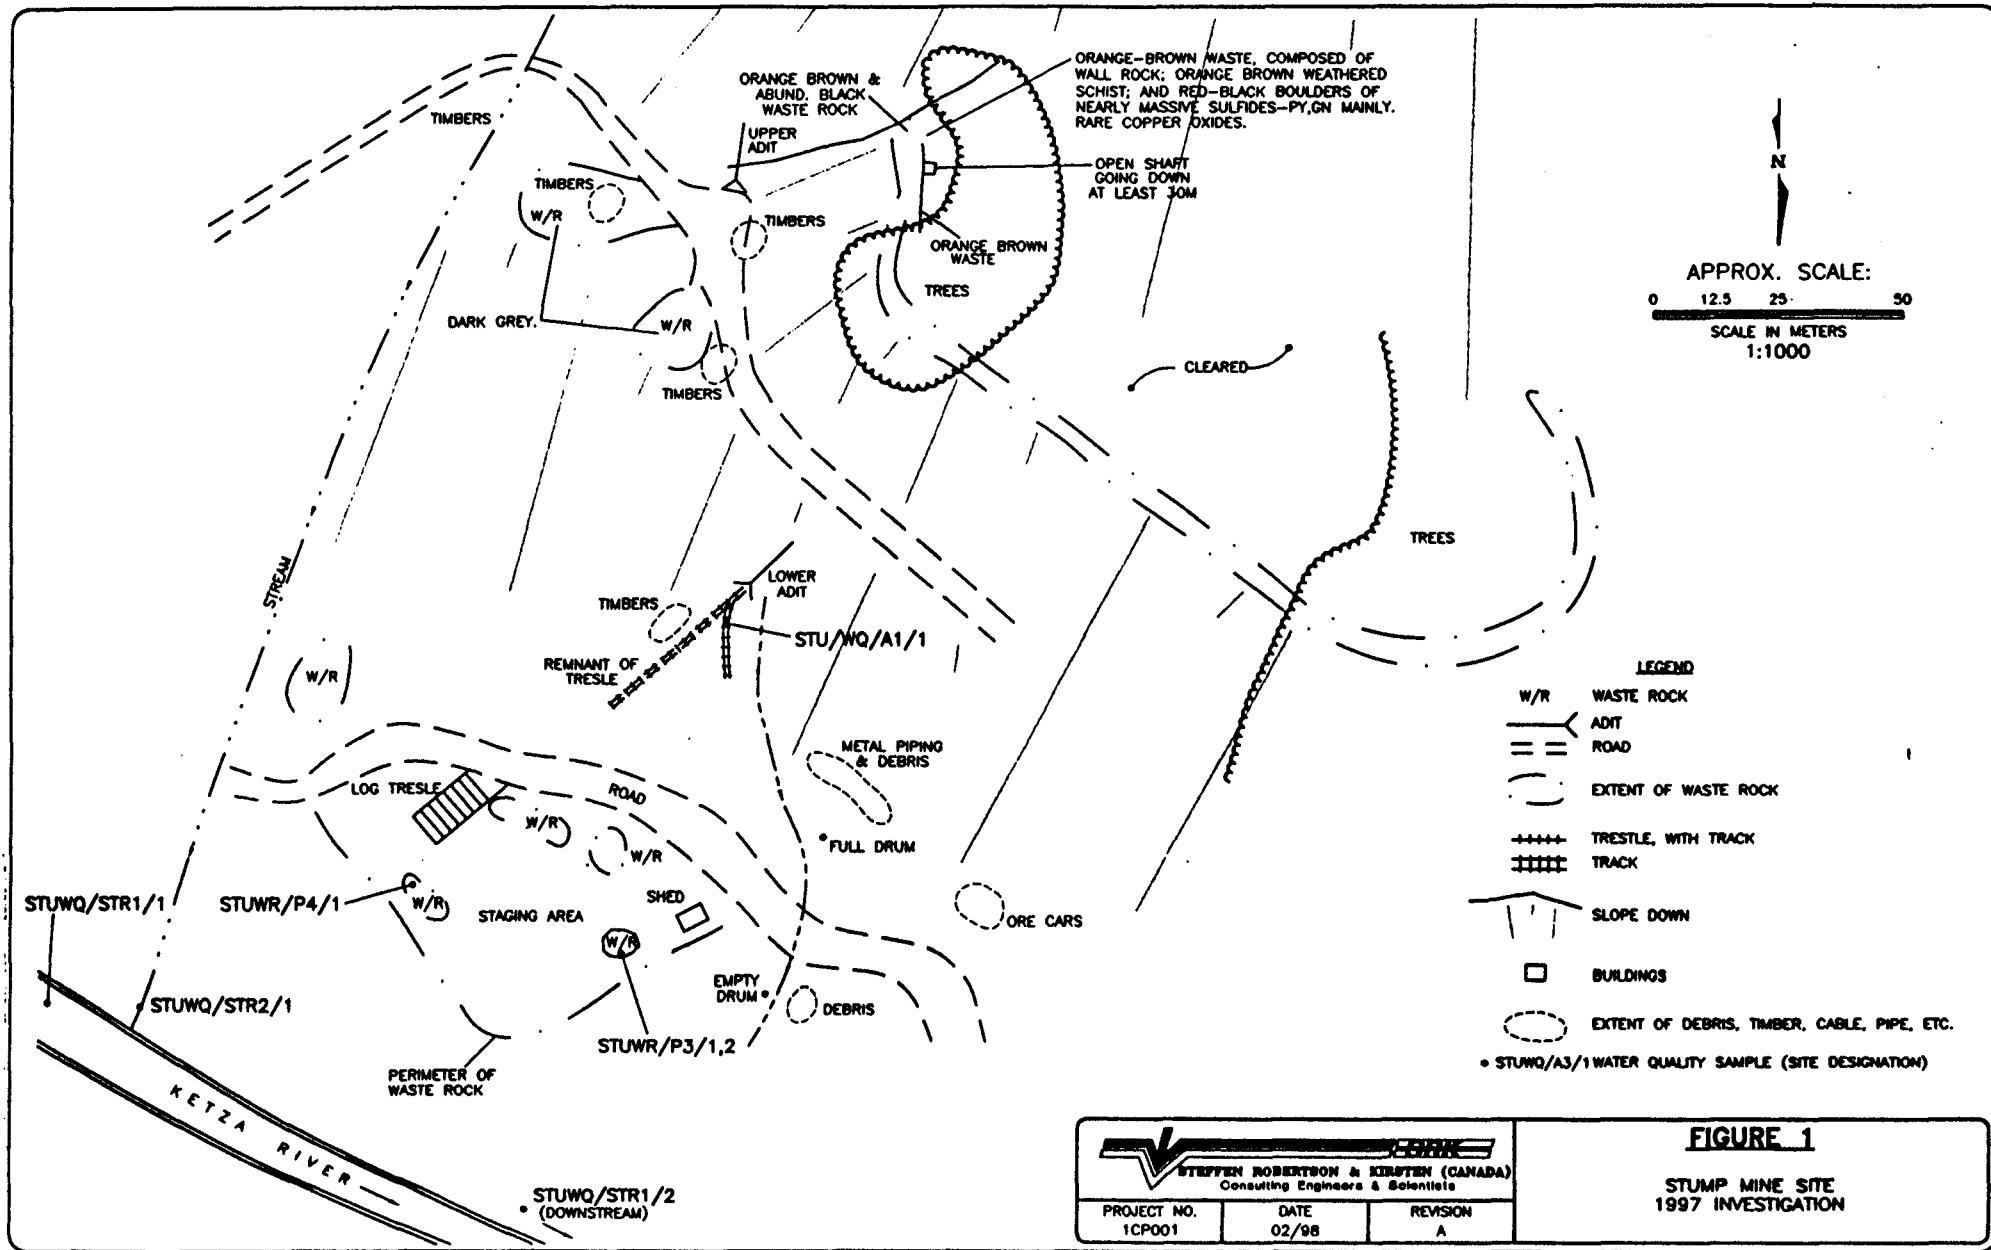 ORANGE-BROWN WASTE, COMPOSED OF
WALL ROCK; ORANGE BROWN WEATHERED
SCHIST; AND RED-BLACK BOULDERS OF
NEARLY MASSIVE SULFIDES-PY,GN MAINLY.
RARE COPPER OXIDES.
ORANGE BROWN &
ABUND. BLACK
WASTE ROCK
TIMBERS
UPPER
ADIT
OPEN SHAFT
GOING DOWN
AT LEAST 30M
N
TIMBERS
W/R
TIMBERS
ORANGE BROWN
WASTE
TREES
APPROX. SCALE:
0 12.5 25 50
SCALE IN METERS
1:1000
DARK GREY.
W/R
TIMBERS
CLEARED
TREES
STREAM
LOWER
ADIT
TIMBERS
STU/WQ/A1/1
REMNANT OF
TRESLE
W/R
METAL PIPING
& DEBRIS
LOG TRESLE
ROAD
W/R
FULL DRUM
W/R
STUWQ/STR1/1
STUWR/P4/1
W/R
SHED
STAGING AREA
ORE CARS
W/R
EMPTY
DRUM
DEBRIS
STUWQ/STR2/1
STUWR/P3/1,2
PERIMETER OF
WASTE ROCK
KETZA RIVER
STUWQ/STR1/2
(DOWNSTREAM)
LEGEND
W/R WASTE ROCK
ADIT
ROAD
EXTENT OF WASTE ROCK
TRESTLE, WITH TRACK
TRACK
SLOPE DOWN
BUILDINGS
EXTENT OF DEBRIS, TIMBER, CABLE, PIPE, ETC.
STUWQ/A3/1 WATER QUALITY SAMPLE (SITE DESIGNATION)
STEFFEN ROBERTSON & KIRSTEN (CANADA)
Consulting Engineers & Scientists
PROJECT NO.
1CP001
DATE
02/98
REVISION
A
FIGURE 1
STUMP MINE SITE
1997 INVESTIGATION